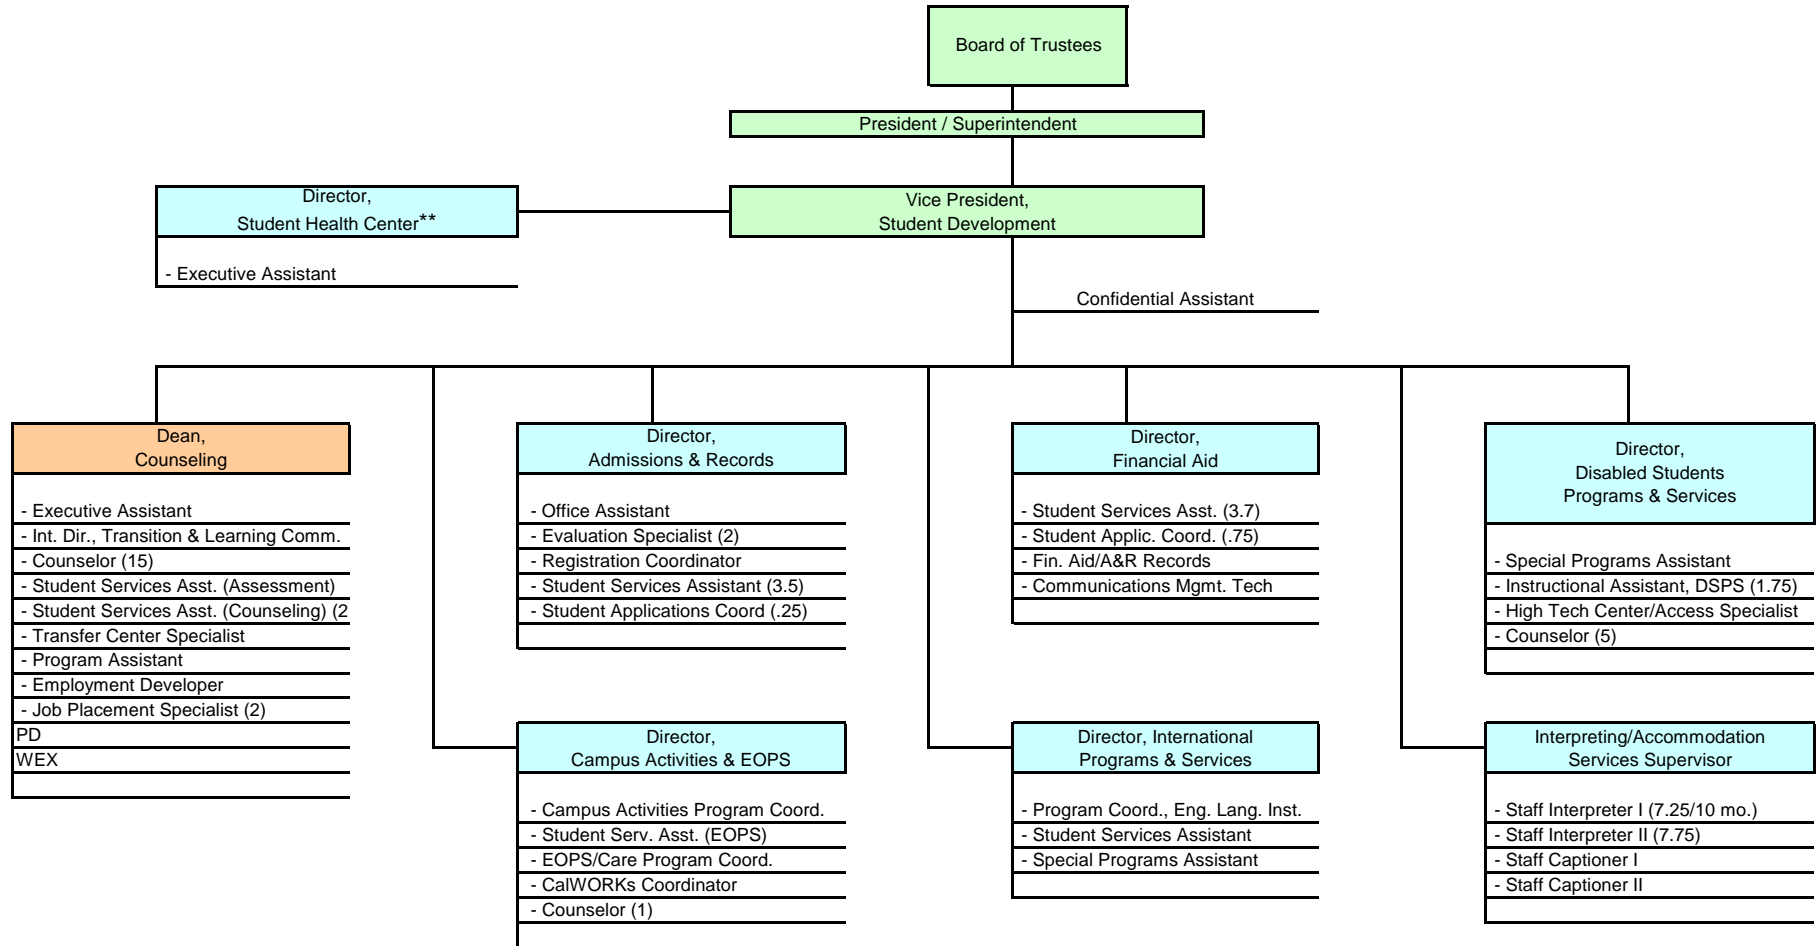 Board of Trustees
President / Superintendent
Director,
Student Health Center**
- Executive Assistant
Vice President,
Student Development
Confidential Assistant
Dean,
Counseling
- Executive Assistant
- Int. Dir., Transition & Learning Comm.
- Counselor (15)
- Student Services Asst. (Assessment)
- Student Services Asst. (Counseling) (2
- Transfer Center Specialist
- Program Assistant
- Employment Developer
- Job Placement Specialist (2)
PD
WEX
Director,
Admissions & Records
- Office Assistant
- Evaluation Specialist (2)
- Registration Coordinator
- Student Services Assistant (3.5)
- Student Applications Coord (.25)
Director,
Financial Aid
- Student Services Asst. (3.7)
- Student Applic. Coord. (.75)
- Fin. Aid/A&R Records
- Communications Mgmt. Tech
Director,
Disabled Students
Programs & Services
- Special Programs Assistant
- Instructional Assistant, DSPS (1.75)
- High Tech Center/Access Specialist
- Counselor (5)
Director,
Campus Activities & EOPS
- Campus Activities Program Coord.
- Student Serv. Asst. (EOPS)
- EOPS/Care Program Coord.
- CalWORKs Coordinator
- Counselor (1)
Director, International
Programs & Services
- Program Coord., Eng. Lang. Inst.
- Student Services Assistant
- Special Programs Assistant
Interpreting/Accommodation
Services Supervisor
- Staff Interpreter I (7.25/10 mo.)
- Staff Interpreter II (7.75)
- Staff Captioner I
- Staff Captioner II